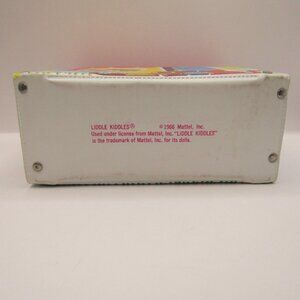 LIDDLE KIDDLES® ©1966 Mattel, Inc.
Used under license from Mattel, Inc. "LIDDLE KIDDLES"
is the trademark of Mattel, Inc. for its dolls.